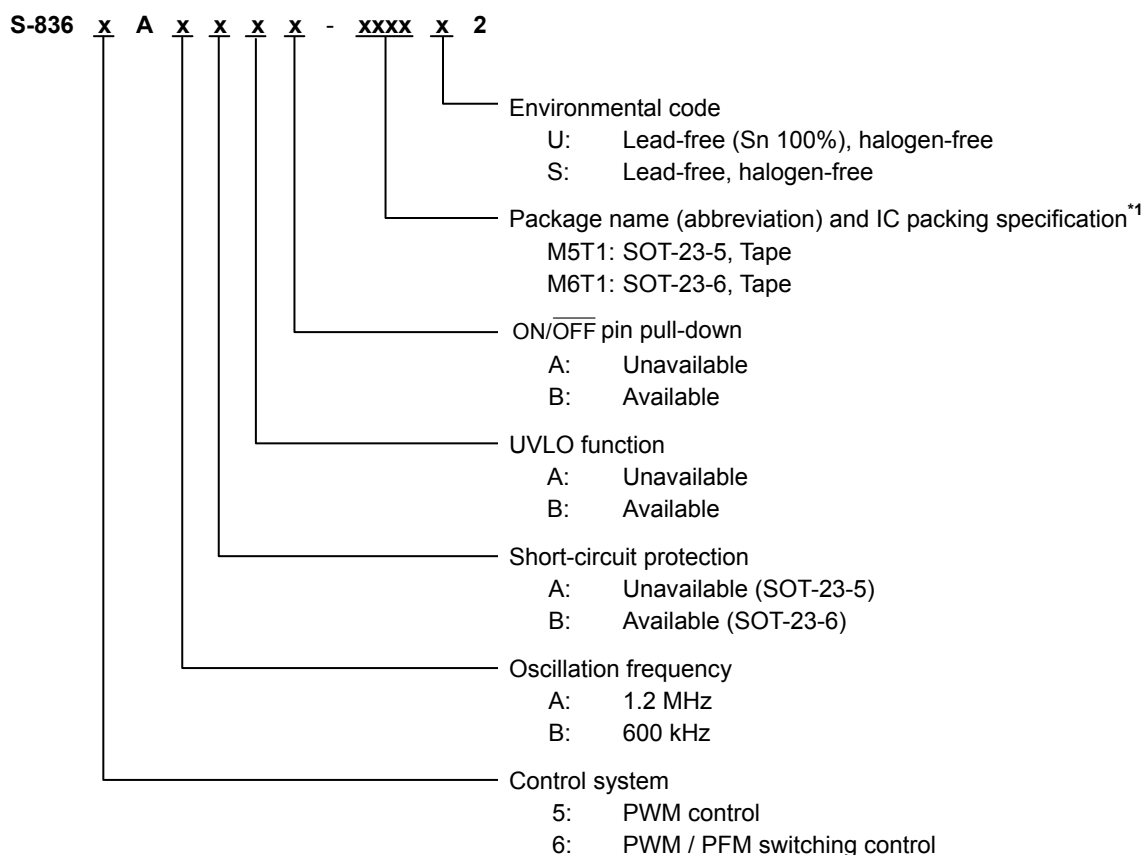 S-836 x A x x x x - xxxx x 2
Environmental code
U: Lead-free (Sn 100%), halogen-free
S: Lead-free, halogen-free
Package name (abbreviation) and IC packing specification*1
M5T1: SOT-23-5, Tape
M6T1: SOT-23-6, Tape
ON/OFF pin pull-down
A: Unavailable
B: Available
UVLO function
A: Unavailable
B: Available
Short-circuit protection
A: Unavailable (SOT-23-5)
B: Available (SOT-23-6)
Oscillation frequency
A: 1.2 MHz
B: 600 kHz
Control system
5: PWM control
6: PWM / PFM switching control